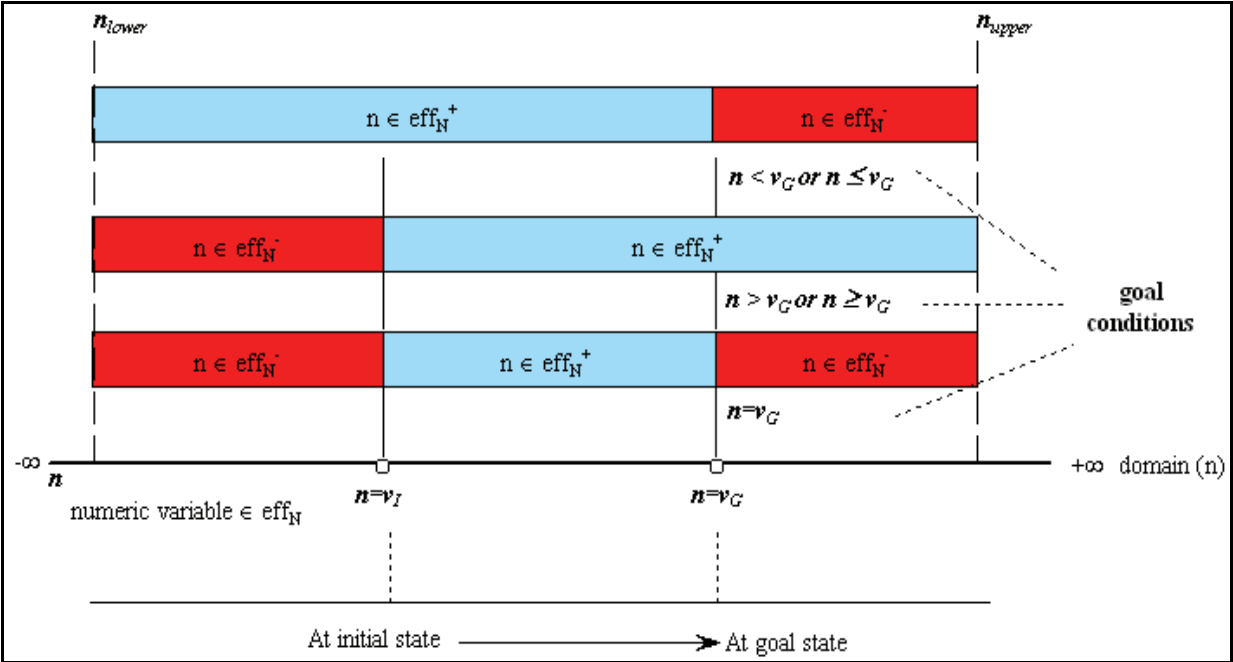 n_lower n_upper
n ∈ eff_N^+ n ∈ eff_N^-
n < v_G or n ≤ v_G
n ∈ eff_N^- n ∈ eff_N^+
n > v_G or n ≥ v_G
goal
conditions
n ∈ eff_N^- n ∈ eff_N^+ n ∈ eff_N^-
n=v_G
-∞ +∞ domain (n)
n
n=v_I n=v_G
numeric variable ∈ eff_N
At initial state At goal state